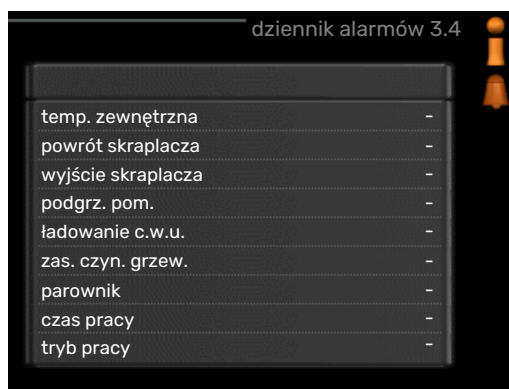 dziennik alarmów 3.4
temp. zewnętrzna -
powrót skraplacza -
wyjście skraplacza -
podgrz. pom. -
ładowanie c.w.u. -
zas. czyn. grzew. -
parownik -
czas pracy -
tryb pracy -